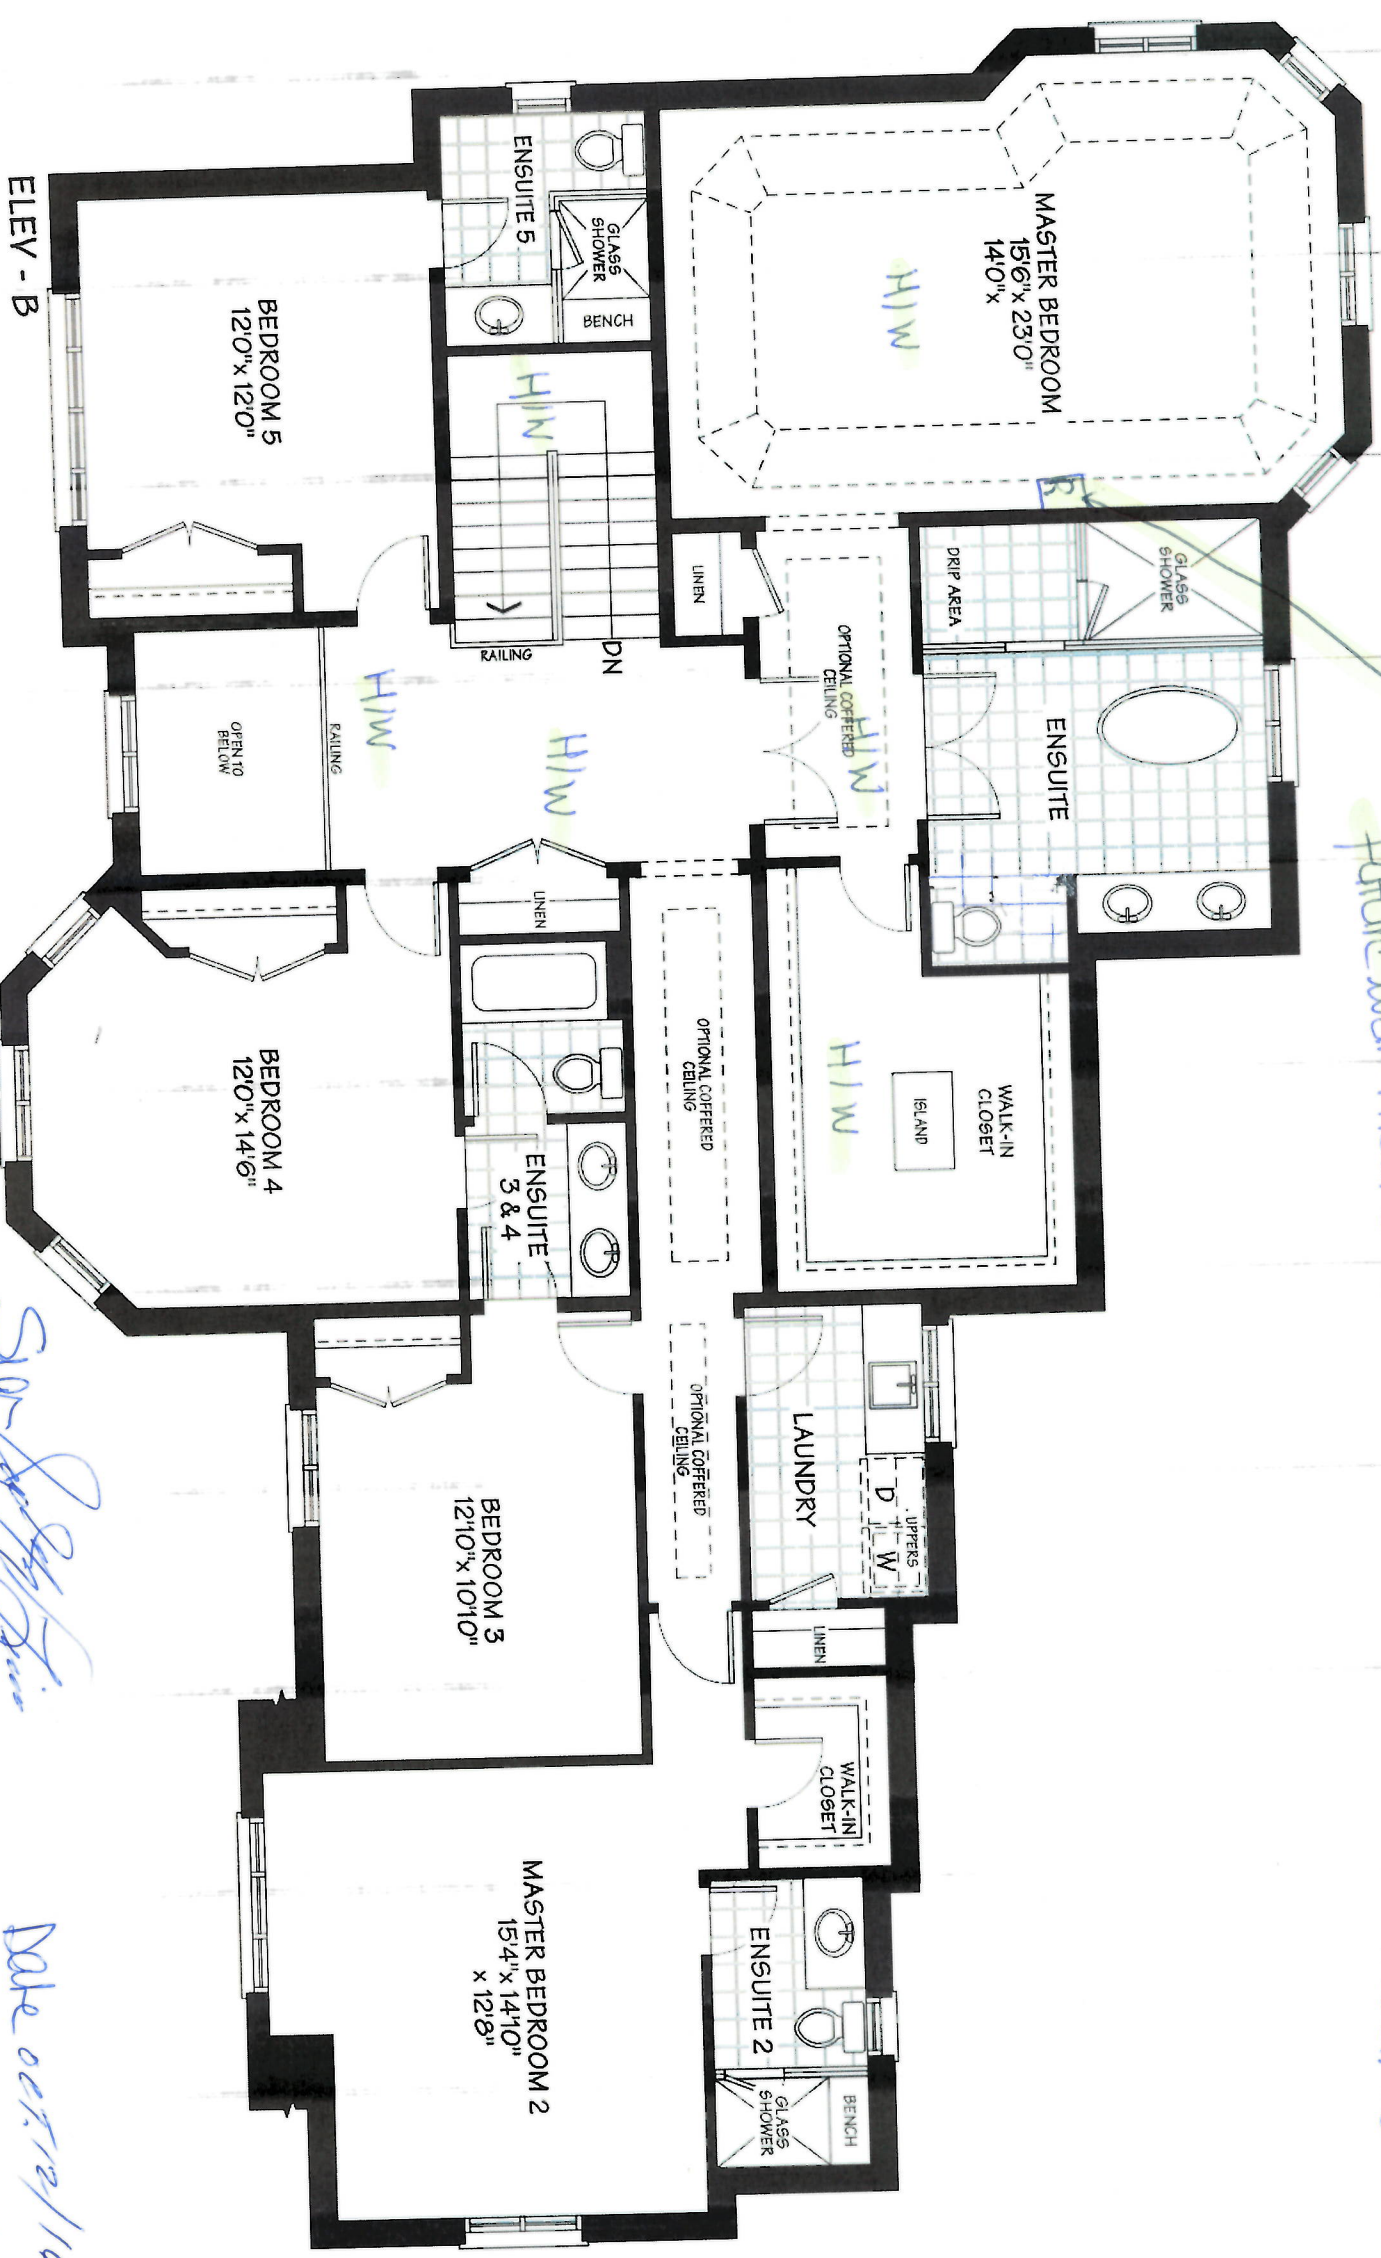 MASTER BEDROOM
15'6"x 23'0"
14'0"x
H/W
R
GLASS
SHOWER
DRIP AREA
ENSUITE
OPTIONAL COFFERED
CEILING
H/W
LINEN
WALK-IN
CLOSET
ISLAND
H/W
ENSUITE 5
GLASS
SHOWER
BENCH
H/W
DN
RAILING
H/W
H/W
LINEN
RAILING
OPEN TO
BELOW
BEDROOM 5
12'0"x 12'0"
ELEV - B
OPTIONAL COFFERED
CEILING
ENSUITE
3 & 4
BEDROOM 4
12'0"x 14'6"
LAUNDRY
UPPERS
D
W
OPTIONAL COFFERED
CEILING
LINEN
WALK-IN
CLOSET
BEDROOM 3
12'10"x 10'10"
ENSUITE 2
GLASS
SHOWER
BENCH
MASTER BEDROOM 2
15'4"x 14'10"
x 12'8"
Sign
Date OCT. 12/